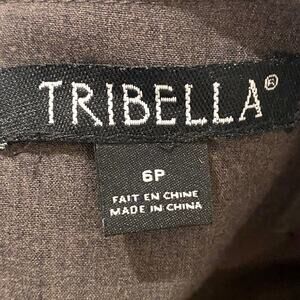 TRIBELLA®
6P
FAIT EN CHINE
MADE IN CHINA